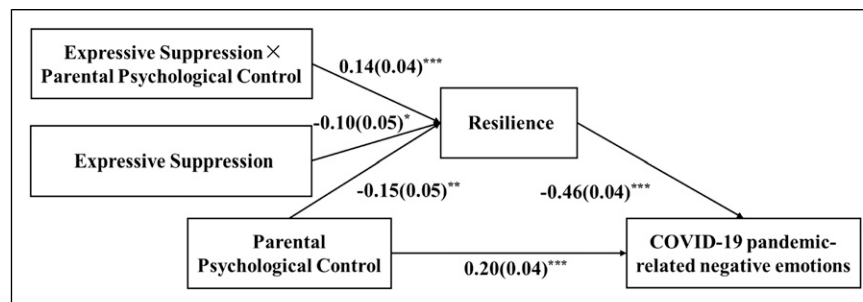 Expressive Suppression×
Parental Psychological Control
0.14(0.04)***
-0.10(0.05)*
Resilience
Expressive Suppression
-0.15(0.05)**
-0.46(0.04)***
Parental
Psychological Control
0.20(0.04)***
COVID-19 pandemic-
related negative emotions